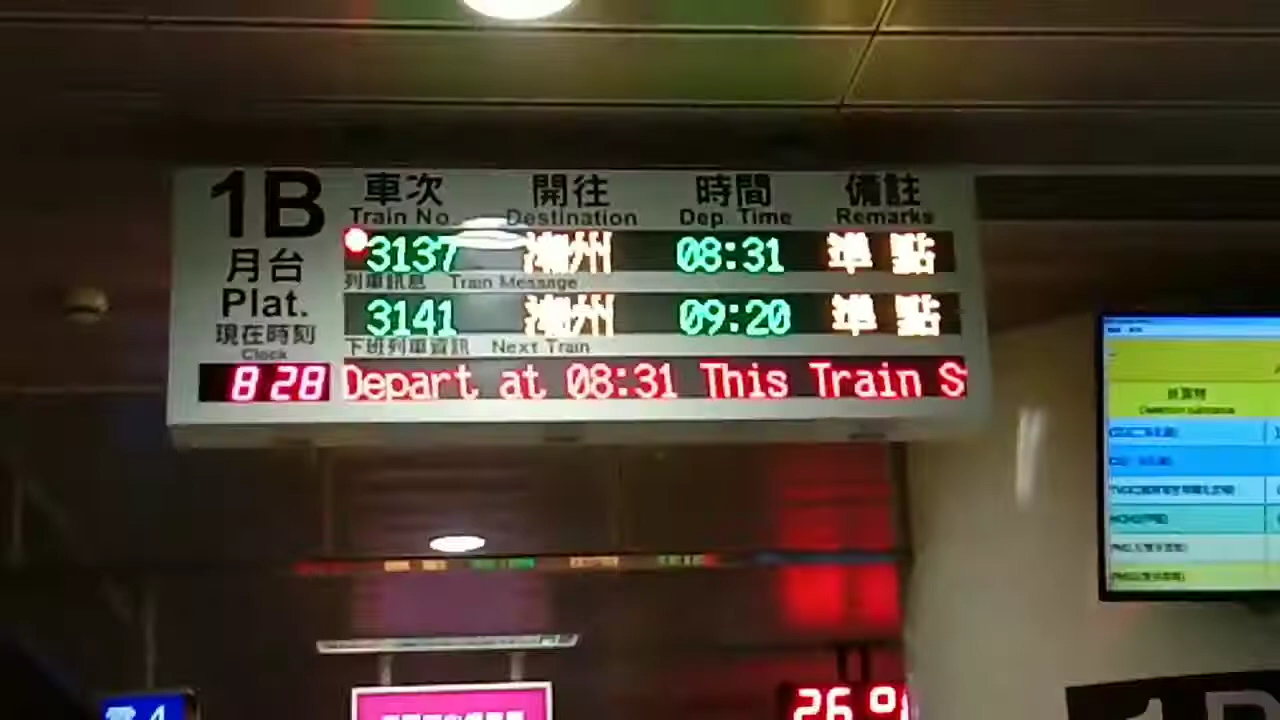 1B
月台
Plat.
現在時刻
Clock
8 28
車次 開往 時間 備註
Train No. Destination Dep. Time Remarks
3137 潮州 08:31 準點
列車訊息 Train Message
3141 潮州 09:20 準點
下班列車資訊 Next Train
Depart at 08:31 This Train S
26 °
1B